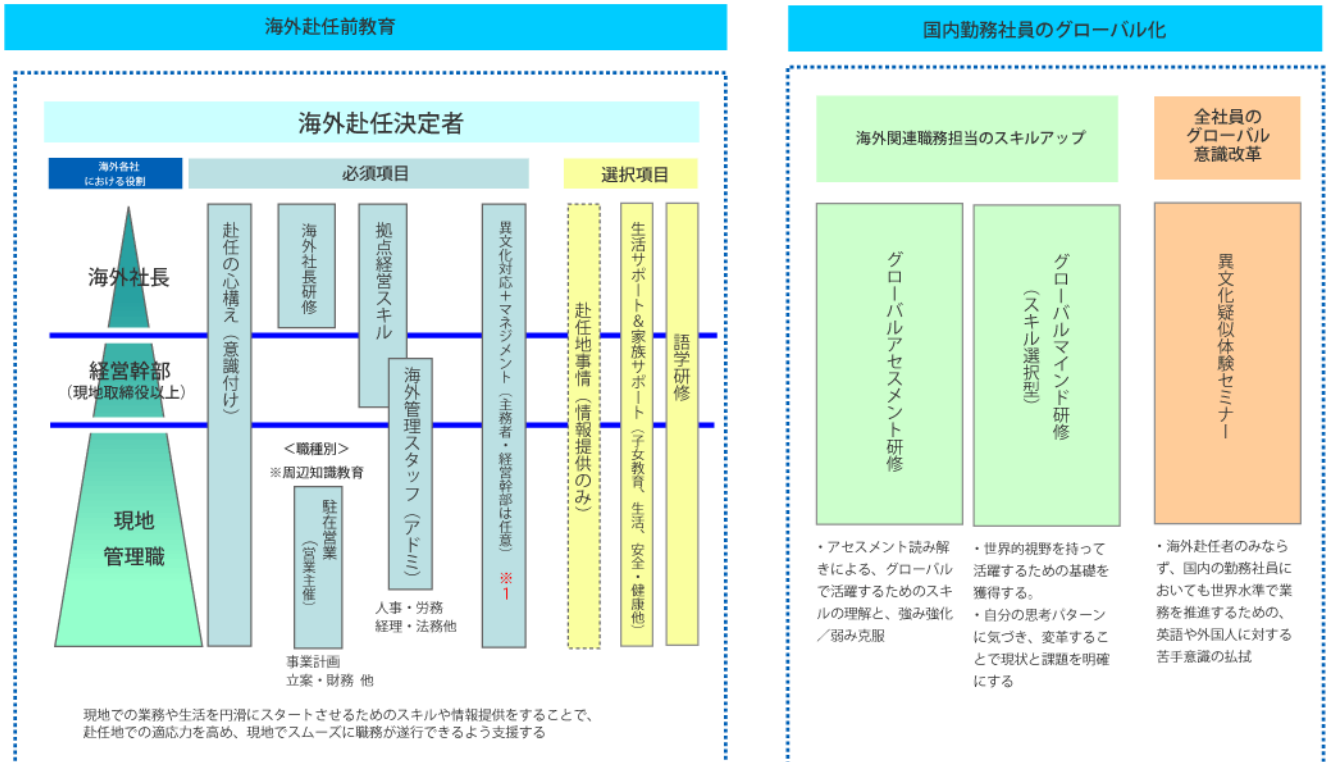 海外赴任前教育
海外赴任決定者
海外各社
における役割
必須項目
選択項目
海外社長
経営幹部
（現地取締役以上）
現地
管理職
赴任の心構え（意識付け）
海外社長研修
拠点経営スキル
海外管理スタッフ（アドミ）
人事・労務
経理・法務他
＜職種別＞
※周辺知識教育
駐在営業
（営業主催）
事業計画
立案・財務 他
異文化対応＋マネジメント（主務者・経営幹部は任意）
※
1
赴任地事情（情報提供のみ）
生活サポート＆家族サポート（子女教育、生活、安全・健康他）
語学研修
現地での業務や生活を円滑にスタートさせるためのスキルや情報提供をすることで、
赴任地での適応力を高め、現地でスムーズに職務が遂行できるよう支援する
国内勤務社員のグローバル化
海外関連職務担当のスキルアップ
全社員の
グローバル
意識改革
グローバルアセスメント研修
グローバルマインド研修
（スキル選択型）
異文化疑似体験セミナー
・アセスメント読み解
きによる、グローバル
で活躍するためのスキ
ルの理解と、強み強化
／弱み克服
・世界的視野を持って
活躍するための基礎を
獲得する。
・自分の思考パターン
に気づき、変革するこ
とで現状と課題を明確
にする
・海外赴任者のみなら
ず、国内の勤務社員に
おいても世界水準で業
務を推進するための、
英語や外国人に対する
苦手意識の払拭